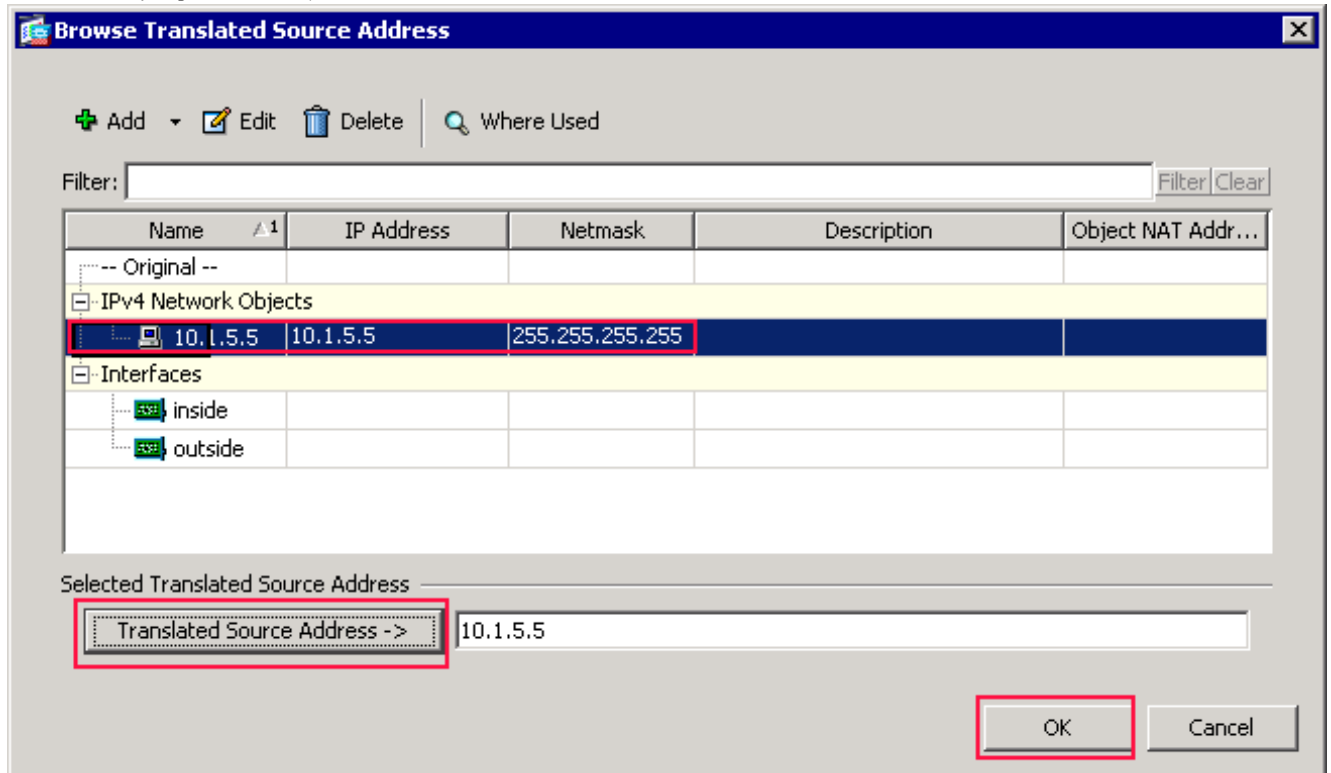 Browse Translated Source Address
Add Edit Delete Where Used
Filter: Filter Clear
Name 1 IP Address Netmask Description Object NAT Addr...
-- Original --
IPv4 Network Objects
10.1.5.5 10.1.5.5 255.255.255.255
Interfaces
inside
outside
Selected Translated Source Address
Translated Source Address -> 10.1.5.5
OK Cancel